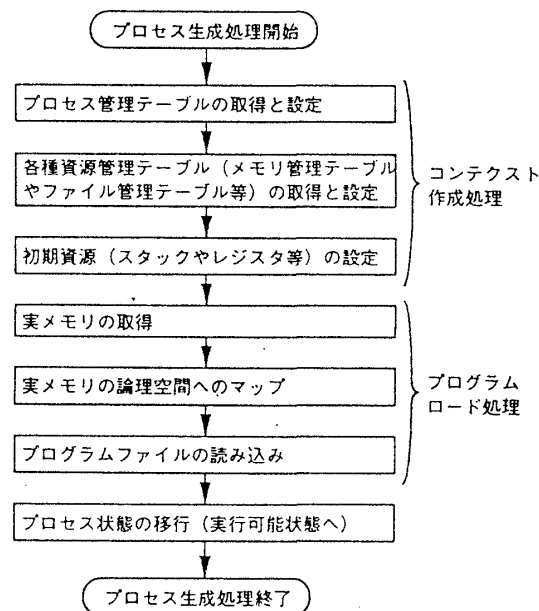 プロセス生成処理開始
プロセス管理テーブルの取得と設定
各種資源管理テーブル（メモリ管理テーブル
やファイル管理テーブル等）の取得と設定
初期資源（スタックやレジスタ等）の設定
コンテクスト
作成処理
実メモリの取得
実メモリの論理空間へのマップ
プログラムファイルの読み込み
プログラム
ロード処理
プロセス状態の移行（実行可能状態へ）
プロセス生成処理終了